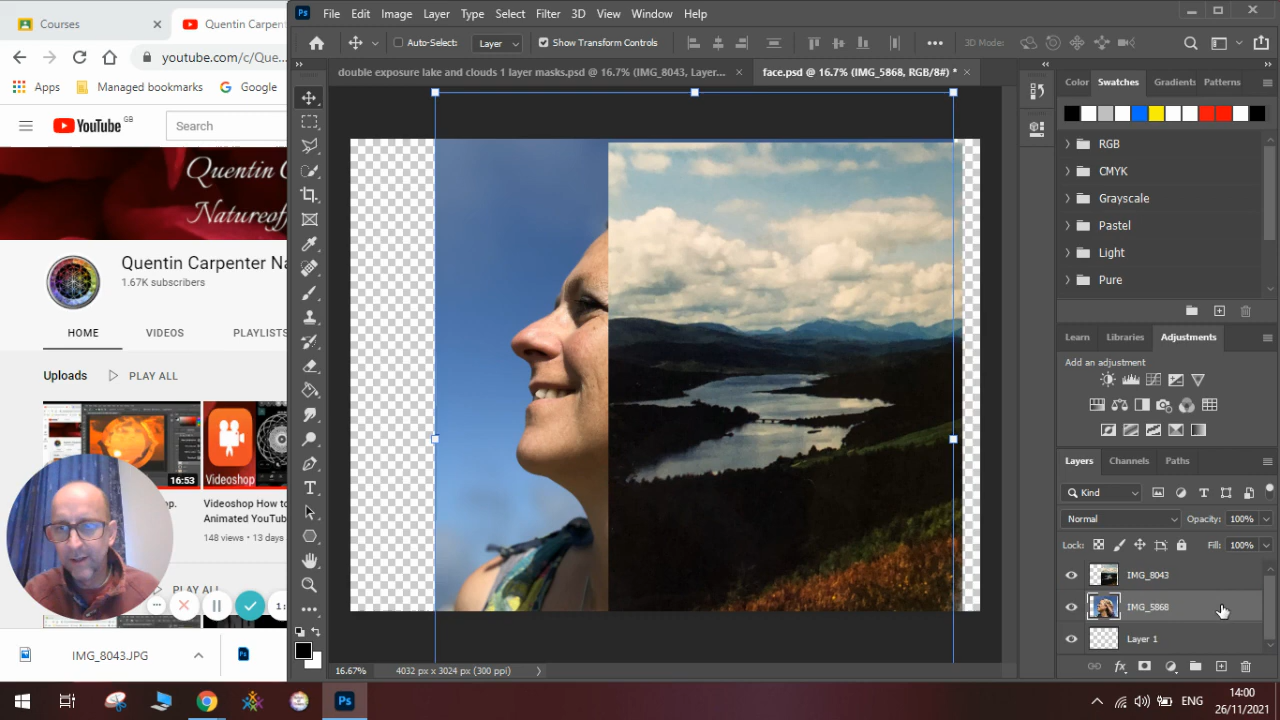 Courses
Quentin Carpen
youtube.com/c/Que...
Apps
Managed bookmarks
Google
YouTube GB
Search
Quentin
Natureof
Quentin Carpenter Na
1.67K subscribers
HOME
VIDEOS
PLAYLISTS
Uploads
PLAY ALL
16:53
Videoshop
Videoshop How to
Animated YouTube
148 views • 13 days
PLAY ALL
IMG_8043.JPG
Ps
File Edit Image Layer Type Select Filter 3D View Window Help
Auto-Select:
Layer
Show Transform Controls
3D Mode:
double exposure lake and clouds 1 layer masks.psd @ 16.7% (IMG_8043, Layer...
face.psd @ 16.7% (IMG_5868, RGB/8#) *
16.67%
4032 px x 3024 px (300 ppi)
Color
Swatches
Gradients
Patterns
RGB
CMYK
Grayscale
Pastel
Light
Pure
Learn
Libraries
Adjustments
Add an adjustment
Layers
Channels
Paths
Kind
Normal
Opacity: 100%
Lock:
Fill: 100%
IMG_8043
IMG_5868
Layer 1
Ps
ENG
14:00
26/11/2021